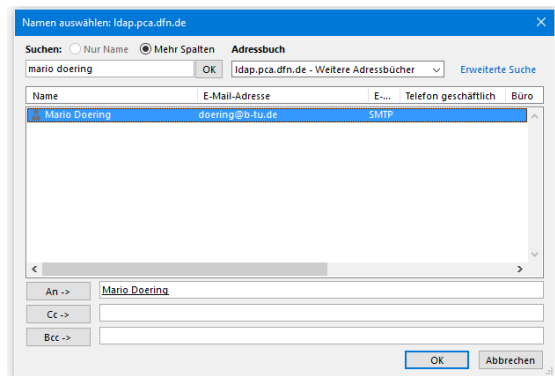 Namen auswählen: ldap.pca.dfn.de
Suchen: Nur Name Mehr Spalten Adressbuch
mario doering OK ldap.pca.dfn.de - Weitere Adressbücher Erweiterte Suche
Name E-Mail-Adresse E-... Telefon geschäftlich Büro
Mario Doering doering@b-tu.de SMTP
An -> Mario Doering
Cc ->
Bcc ->
OK Abbrechen